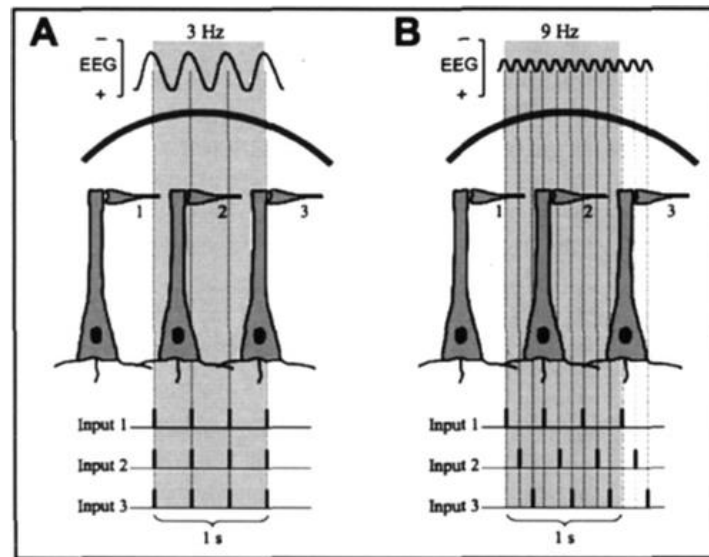 A
3 Hz
−
EEG
+
1
2
3
Input 1
Input 2
Input 3
1 s
B
9 Hz
−
EEG
+
1
2
3
Input 1
Input 2
Input 3
1 s